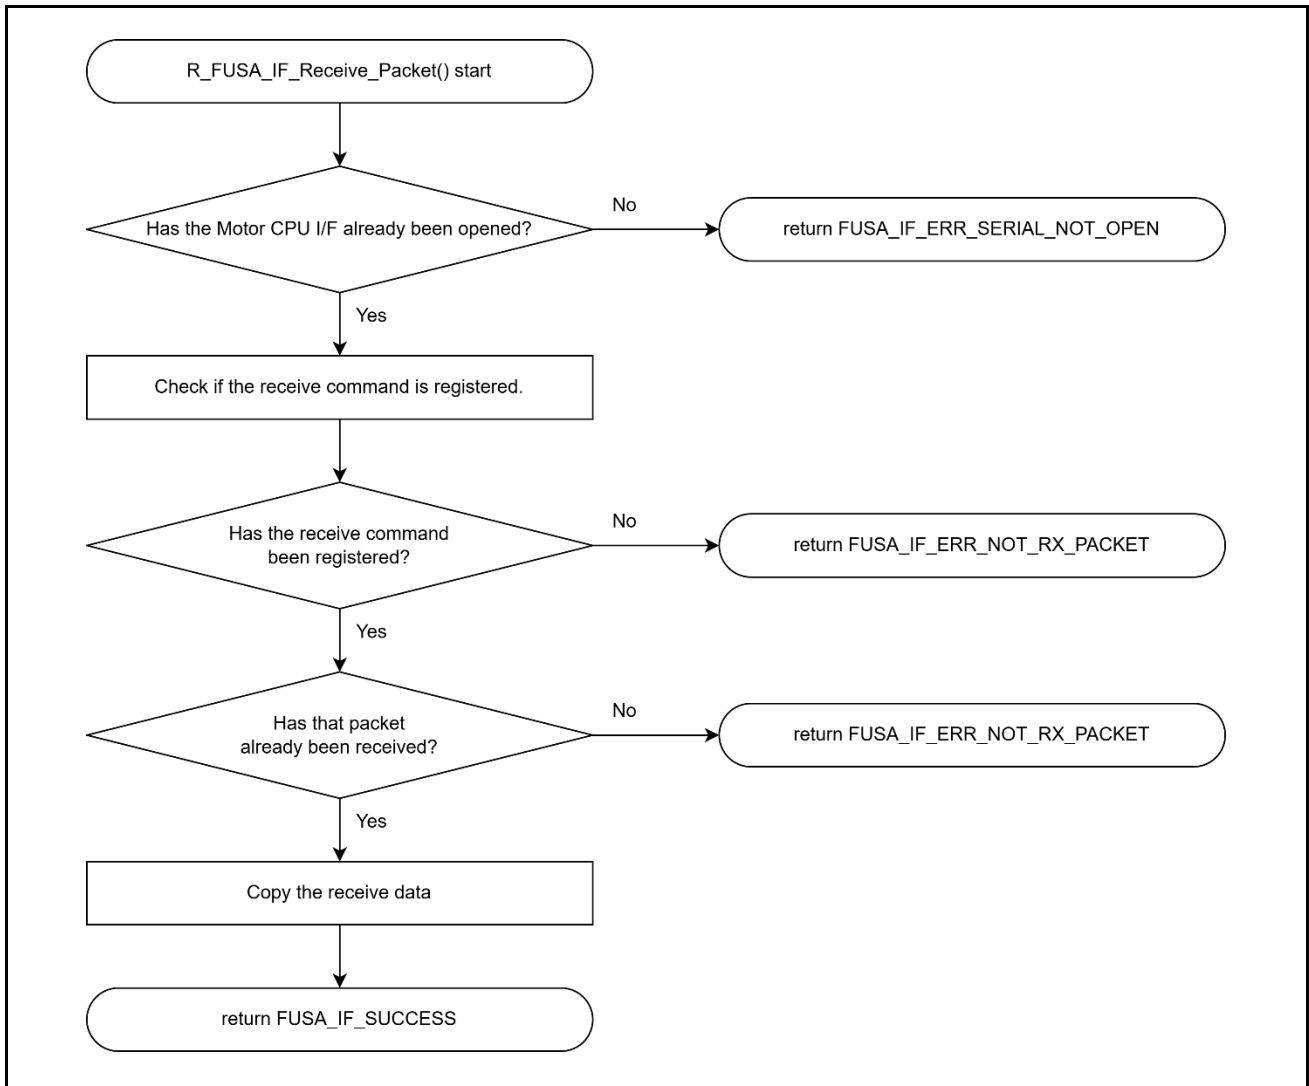 R_FUSA_IF_Receive_Packet() start
Has the Motor CPU I/F already been opened?
No
return FUSA_IF_ERR_SERIAL_NOT_OPEN
Yes
Check if the receive command is registered.
Has the receive command
been registered?
No
return FUSA_IF_ERR_NOT_RX_PACKET
Yes
Has that packet
already been received?
No
return FUSA_IF_ERR_NOT_RX_PACKET
Yes
Copy the receive data
return FUSA_IF_SUCCESS